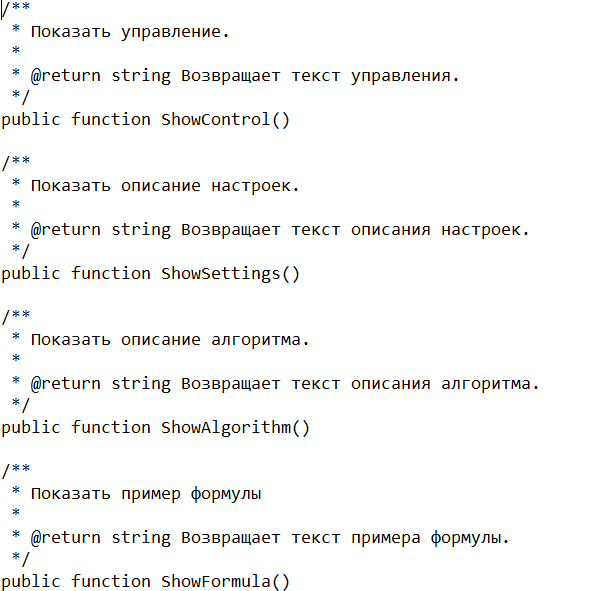 /**
 * Показать управление.
 *
 * @return string Возвращает текст управления.
 */
public function ShowControl()

/**
 * Показать описание настроек.
 *
 * @return string Возвращает текст описания настроек.
 */
public function ShowSettings()

/**
 * Показать описание алгоритма.
 *
 * @return string Возвращает текст описания алгоритма.
 */
public function ShowAlgorithm()

/**
 * Показать пример формулы
 *
 * @return string Возвращает текст примера формулы.
 */
public function ShowFormula()